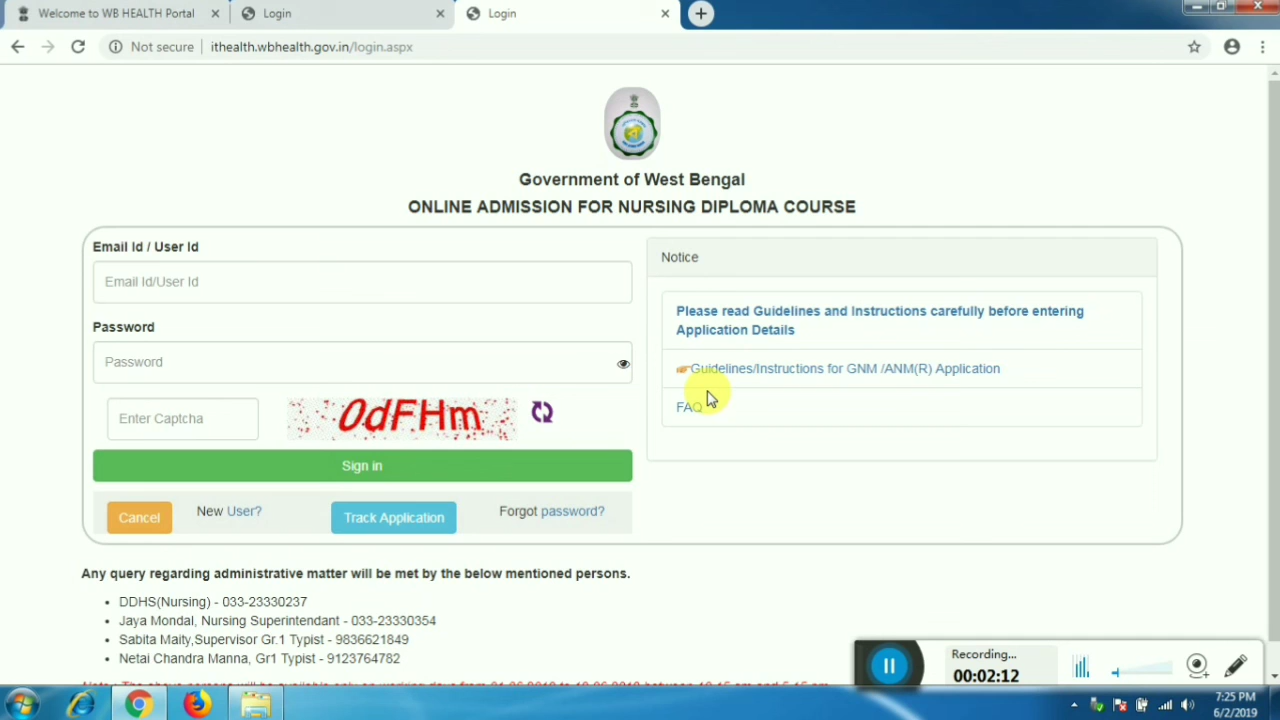 Welcome to WB HEALTH Portal
Login
Login
Not secure
ithealth.wbhealth.gov.in/login.aspx
Government of West Bengal
ONLINE ADMISSION FOR NURSING DIPLOMA COURSE
Email Id / User Id
Email Id/User Id
Password
Password
Enter Captcha
0dFHm
Sign in
Cancel
New User?
Track Application
Forgot password?
Notice
Please read Guidelines and Instructions carefully before entering
Application Details
Guidelines/Instructions for GNM /ANM(R) Application
FAQ
Any query regarding administrative matter will be met by the below mentioned persons.
• DDHS(Nursing) - 033-23330237
• Jaya Mondal, Nursing Superintendant - 033-23330354
• Sabita Maity,Supervisor Gr.1 Typist - 9836621849
• Netai Chandra Manna, Gr1 Typist - 9123764782
Recording...
00:02:12
7:25 PM
6/2/2019